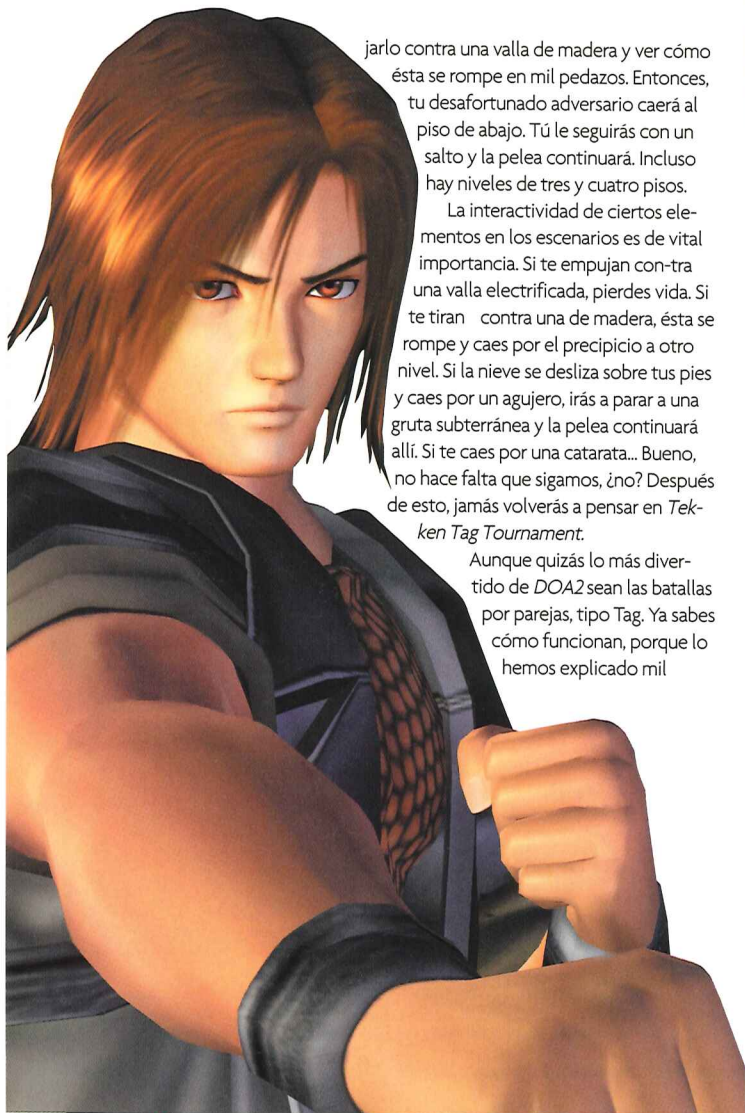 jarlo contra una valla de madera y ver cómo
ésta se rompe en mil pedazos. Entonces,
tu desafortunado adversario caerá al
piso de abajo. Tú le seguirás con un
salto y la pelea continuará. Incluso
hay niveles de tres y cuatro pisos.
La interactividad de ciertos ele-
mentos en los escenarios es de vital
importancia. Si te empujan con-tra
una valla electrificada, pierdes vida. Si
te tiran contra una de madera, ésta se
rompe y caes por el precipicio a otro
nivel. Si la nieve se desliza sobre tus pies
y caes por un agujero, irás a parar a una
gruta subterránea y la pelea continuará
allí. Si te caes por una catarata... Bueno,
no hace falta que sigamos, ¿no? Después
de esto, jamás volverás a pensar en Tek-
ken Tag Tournament.
Aunque quizás lo más diver-
tido de DOA2 sean las batallas
por parejas, tipo Tag. Ya sabes
cómo funcionan, porque lo
hemos explicado mil